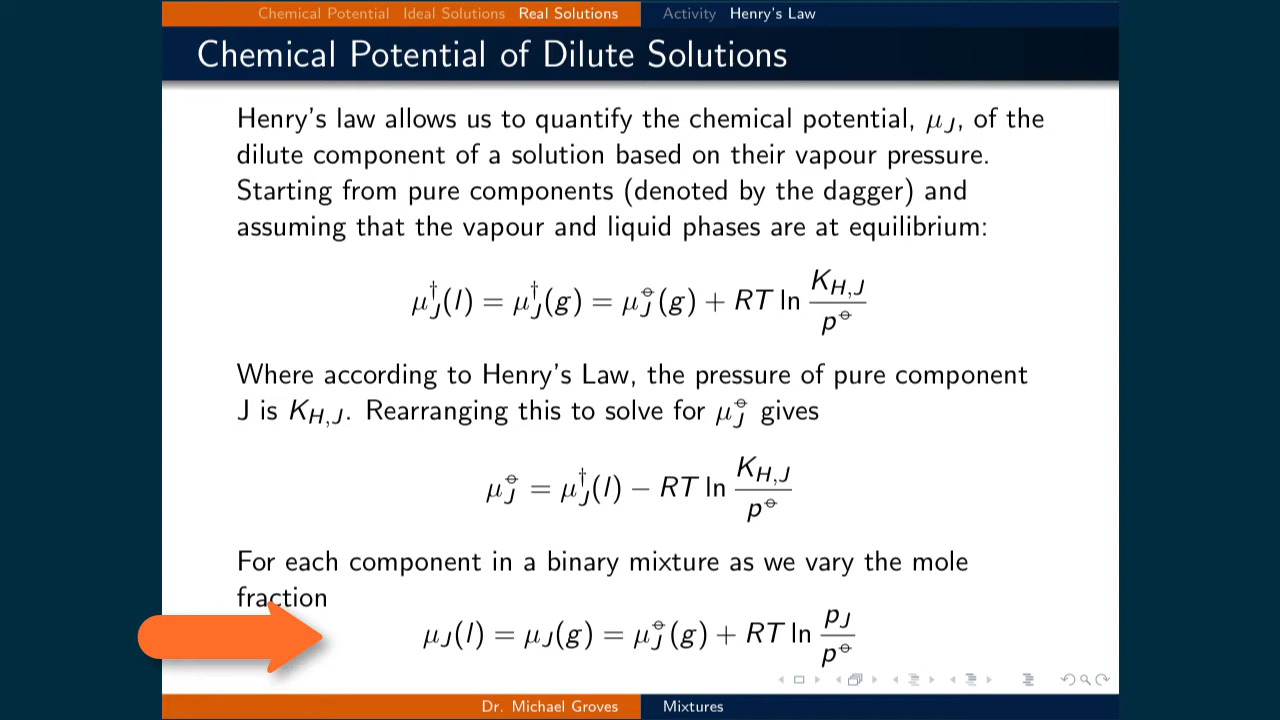 Chemical Potential Ideal Solutions Real Solutions Activity Henry's Law
Chemical Potential of Dilute Solutions
Henry's law allows us to quantify the chemical potential, μ_J, of the
dilute component of a solution based on their vapour pressure.
Starting from pure components (denoted by the dagger) and
assuming that the vapour and liquid phases are at equilibrium:
μ_J^†(l) = μ_J^†(g) = μ_J^⊖(g) + RT ln K_{H,J}/p^⊖
Where according to Henry's Law, the pressure of pure component
J is K_{H,J}. Rearranging this to solve for μ_J^⊖ gives
μ_J^⊖ = μ_J^†(l) − RT ln K_{H,J}/p^⊖
For each component in a binary mixture as we vary the mole
fraction
μ_J(l) = μ_J(g) = μ_J^⊖(g) + RT ln p_J/p^⊖
Dr. Michael Groves Mixtures